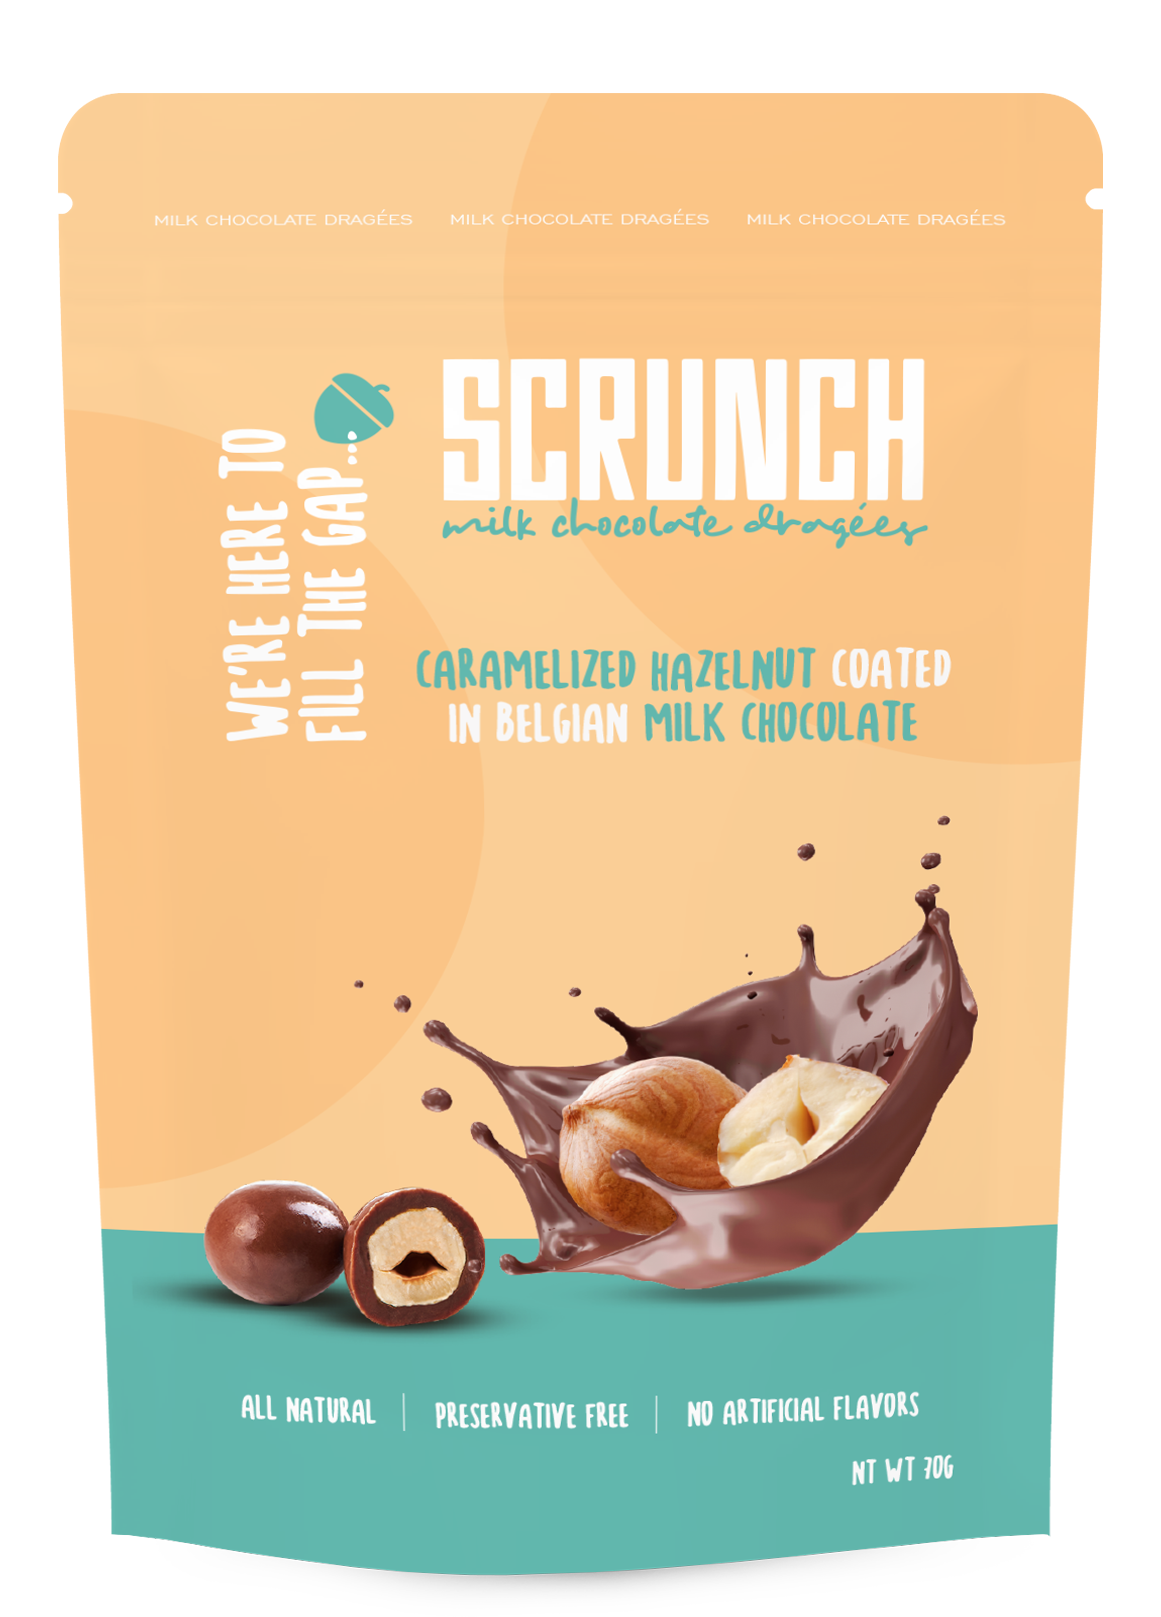 MILK CHOCOLATE DRAGÉES MILK CHOCOLATE DRAGÉES MILK CHOCOLATE DRAGÉES
WE'RE HERE TO
FILL THE GAP...
SCRUNCH
milk chocolate dragées
CARAMELIZED HAZELNUT COATED
IN BELGIAN MILK CHOCOLATE
ALL NATURAL | PRESERVATIVE FREE | NO ARTIFICIAL FLAVORS
NT WT 70G